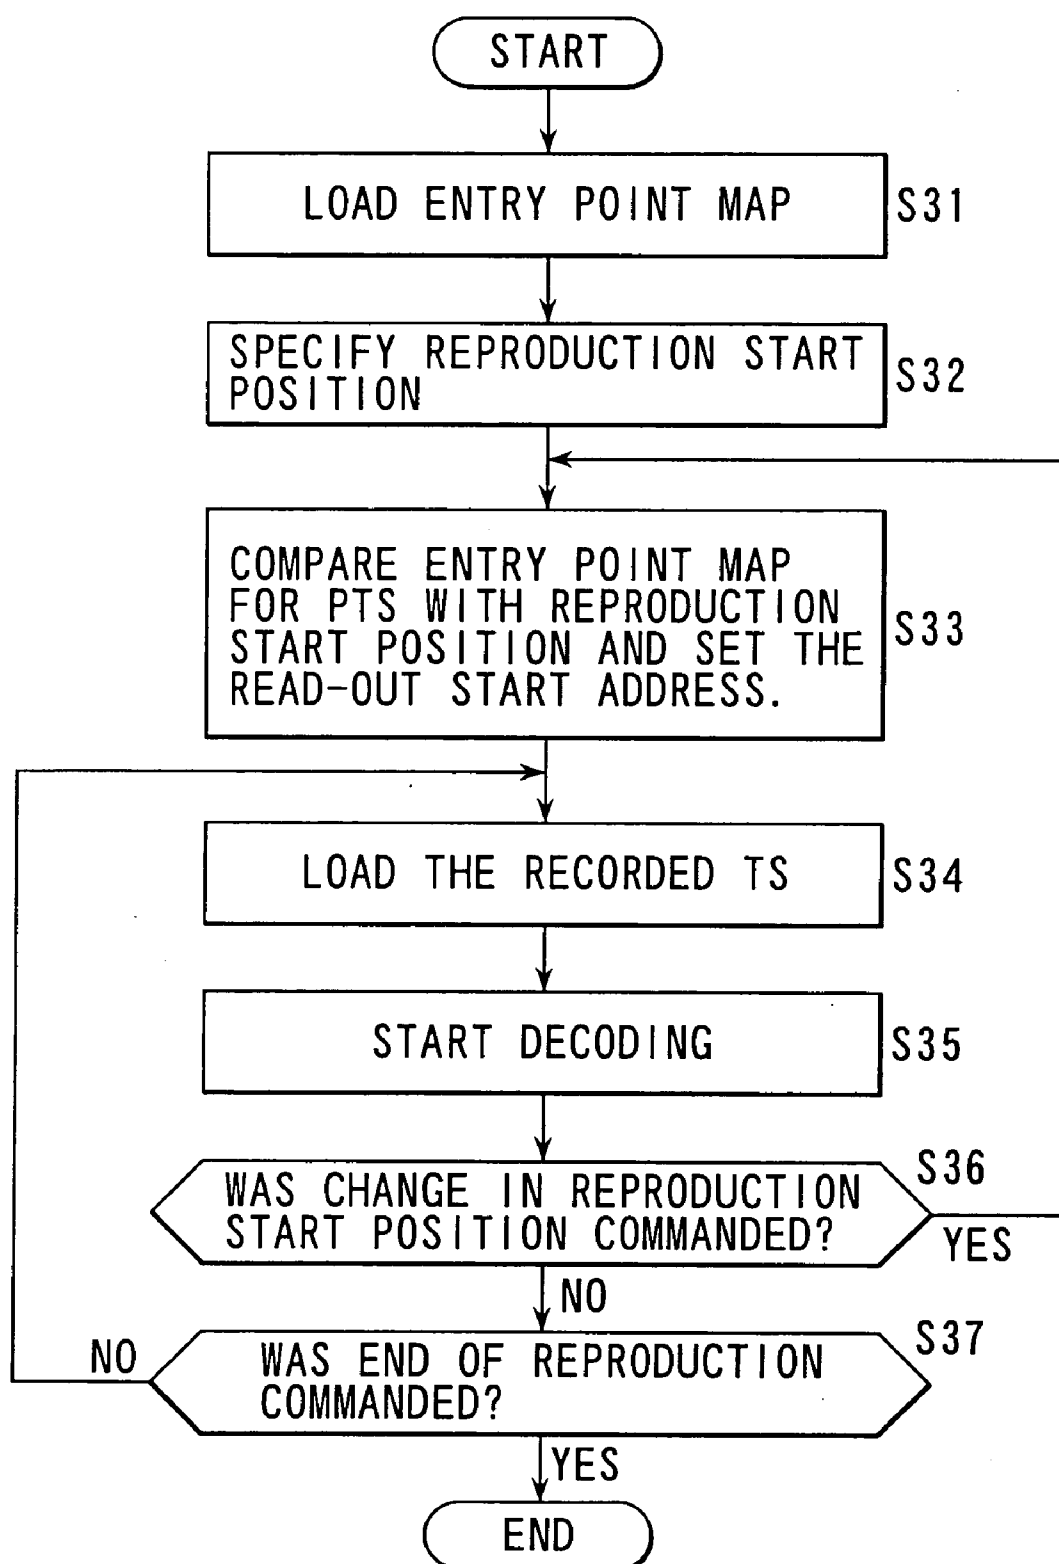 START
LOAD ENTRY POINT MAP
S31
SPECIFY REPRODUCTION START
POSITION
S32
COMPARE ENTRY POINT MAP
FOR PTS WITH REPRODUCTION
START POSITION AND SET THE
READ-OUT START ADDRESS.
S33
LOAD THE RECORDED TS
S34
START DECODING
S35
S36
WAS CHANGE IN REPRODUCTION
START POSITION COMMANDED?
YES
NO
S37
NO
WAS END OF REPRODUCTION
COMMANDED?
YES
END